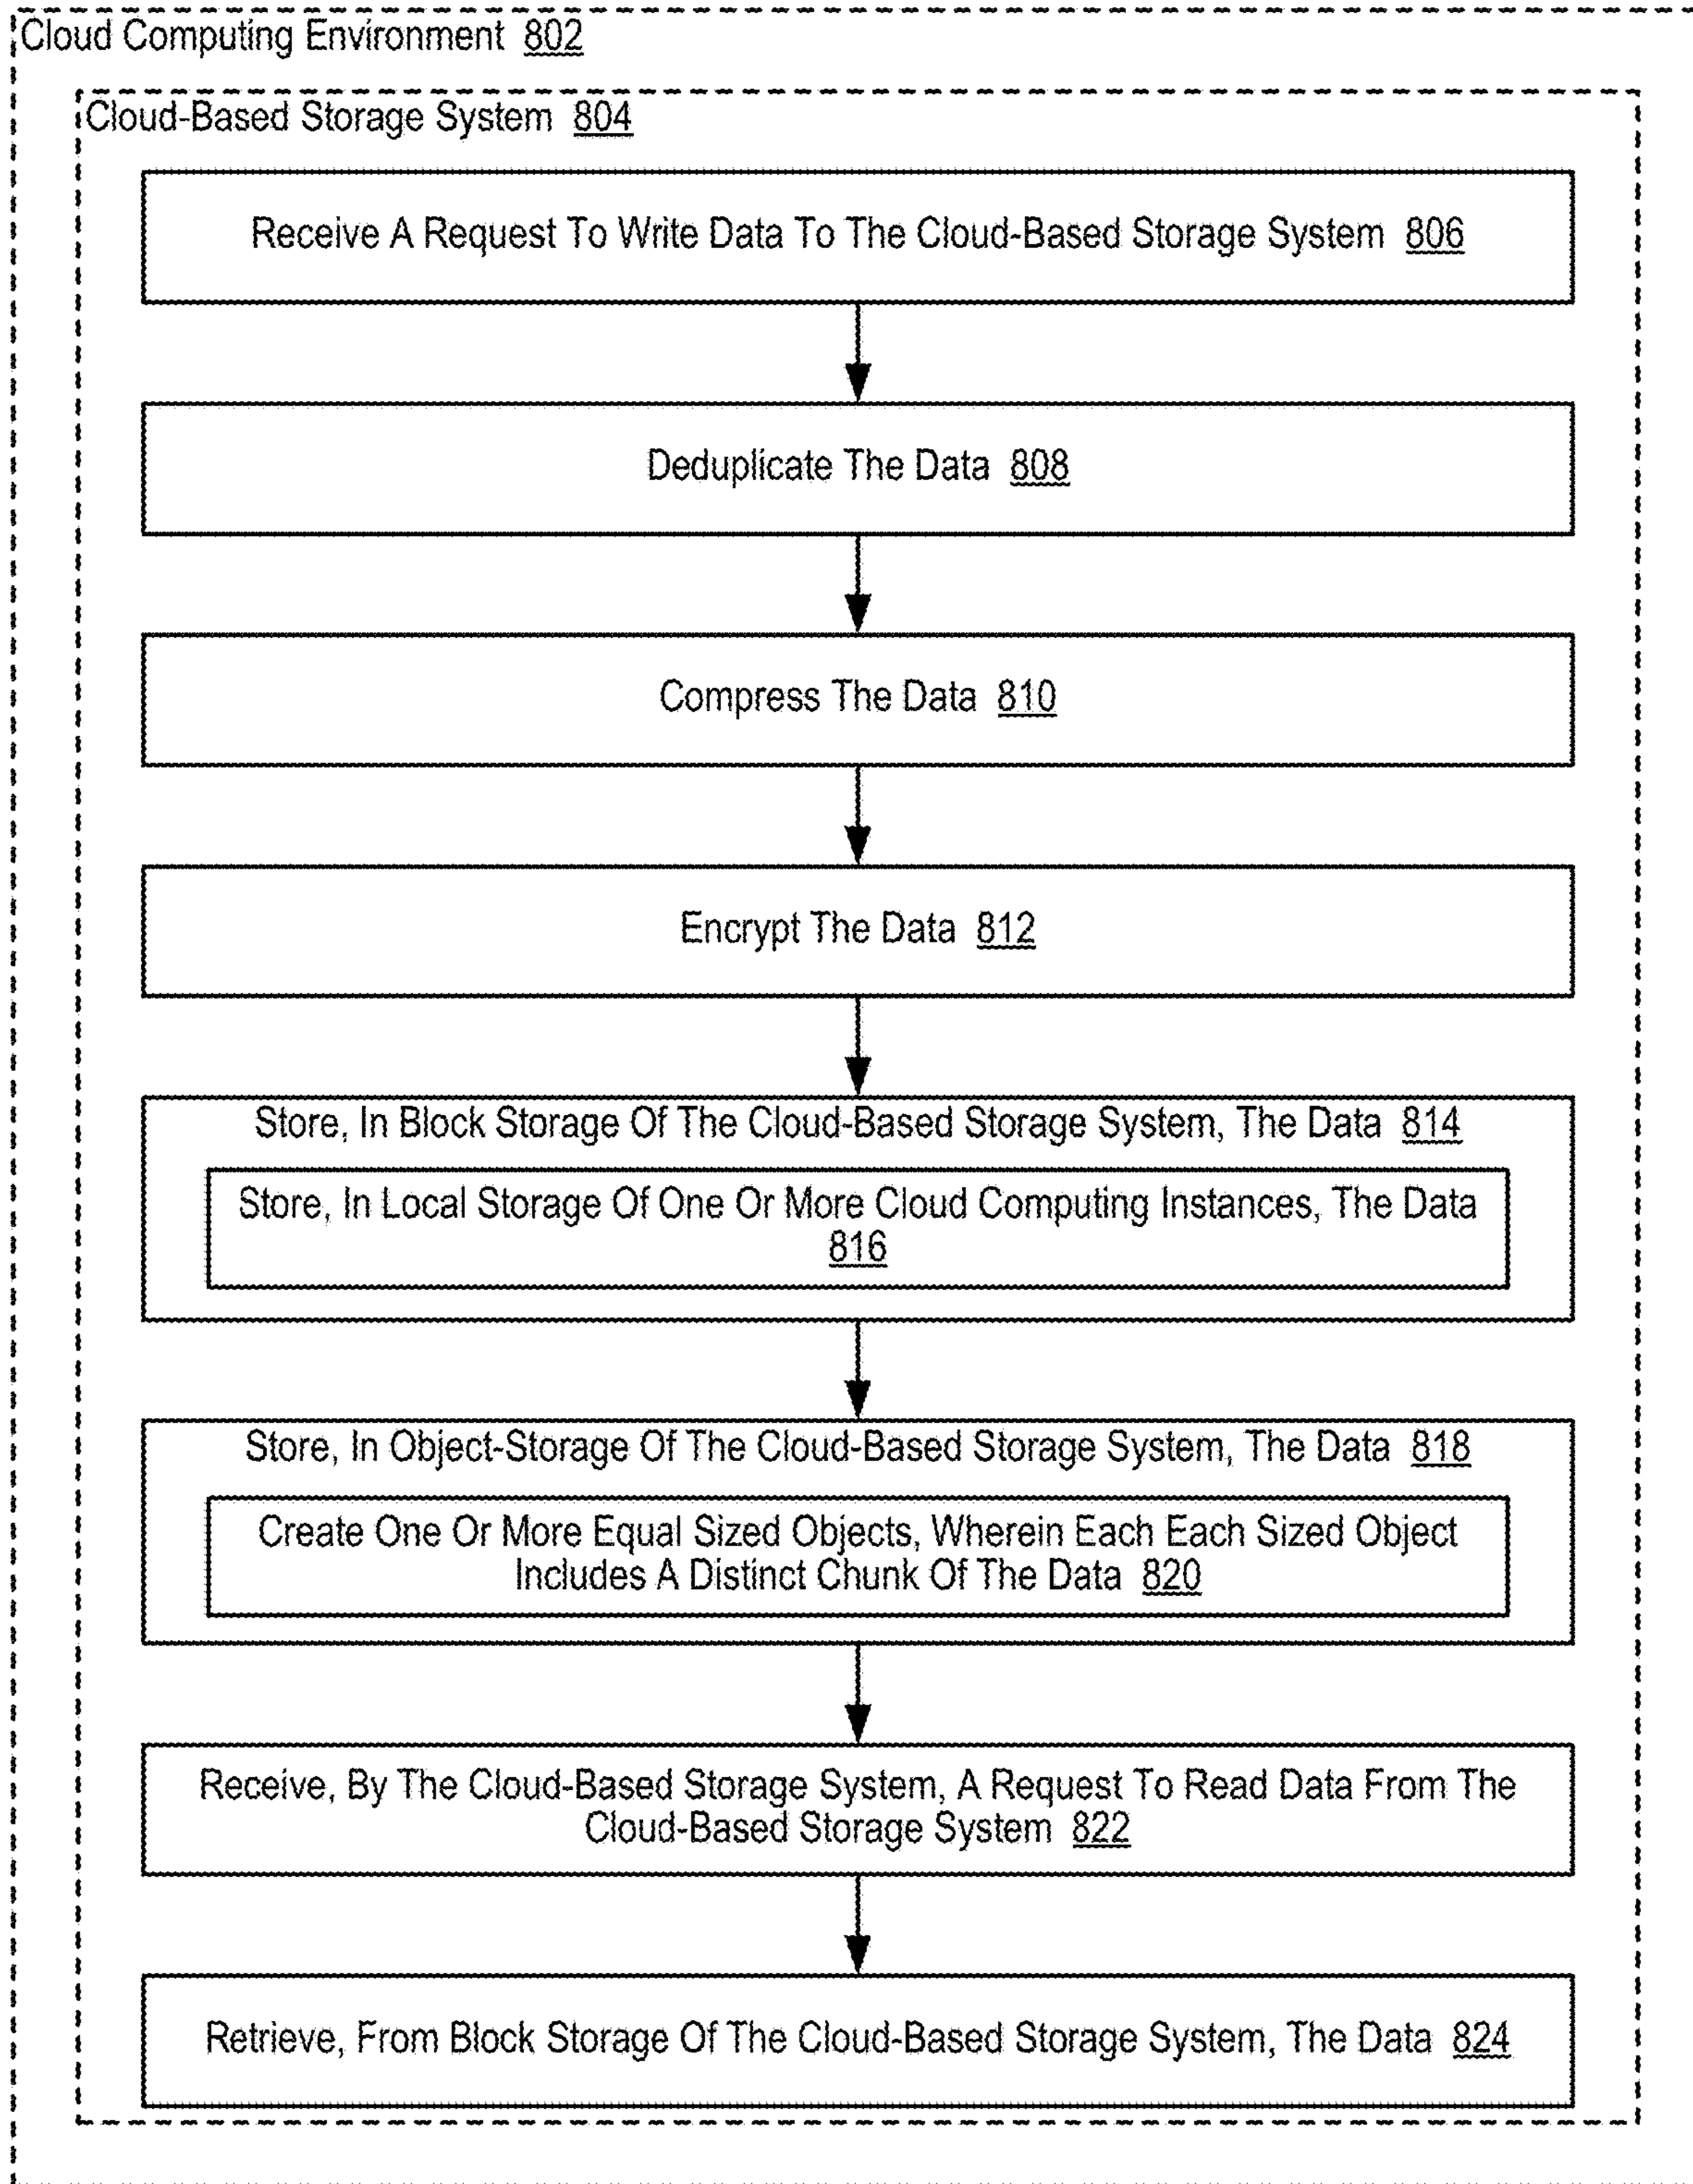 Cloud Computing Environment 802
Cloud-Based Storage System 804
Receive A Request To Write Data To The Cloud-Based Storage System 806
Deduplicate The Data 808
Compress The Data 810
Encrypt The Data 812
Store, In Block Storage Of The Cloud-Based Storage System, The Data 814
Store, In Local Storage Of One Or More Cloud Computing Instances, The Data
816
Store, In Object-Storage Of The Cloud-Based Storage System, The Data 818
Create One Or More Equal Sized Objects, Wherein Each Each Sized Object
Includes A Distinct Chunk Of The Data 820
Receive, By The Cloud-Based Storage System, A Request To Read Data From The
Cloud-Based Storage System 822
Retrieve, From Block Storage Of The Cloud-Based Storage System, The Data 824